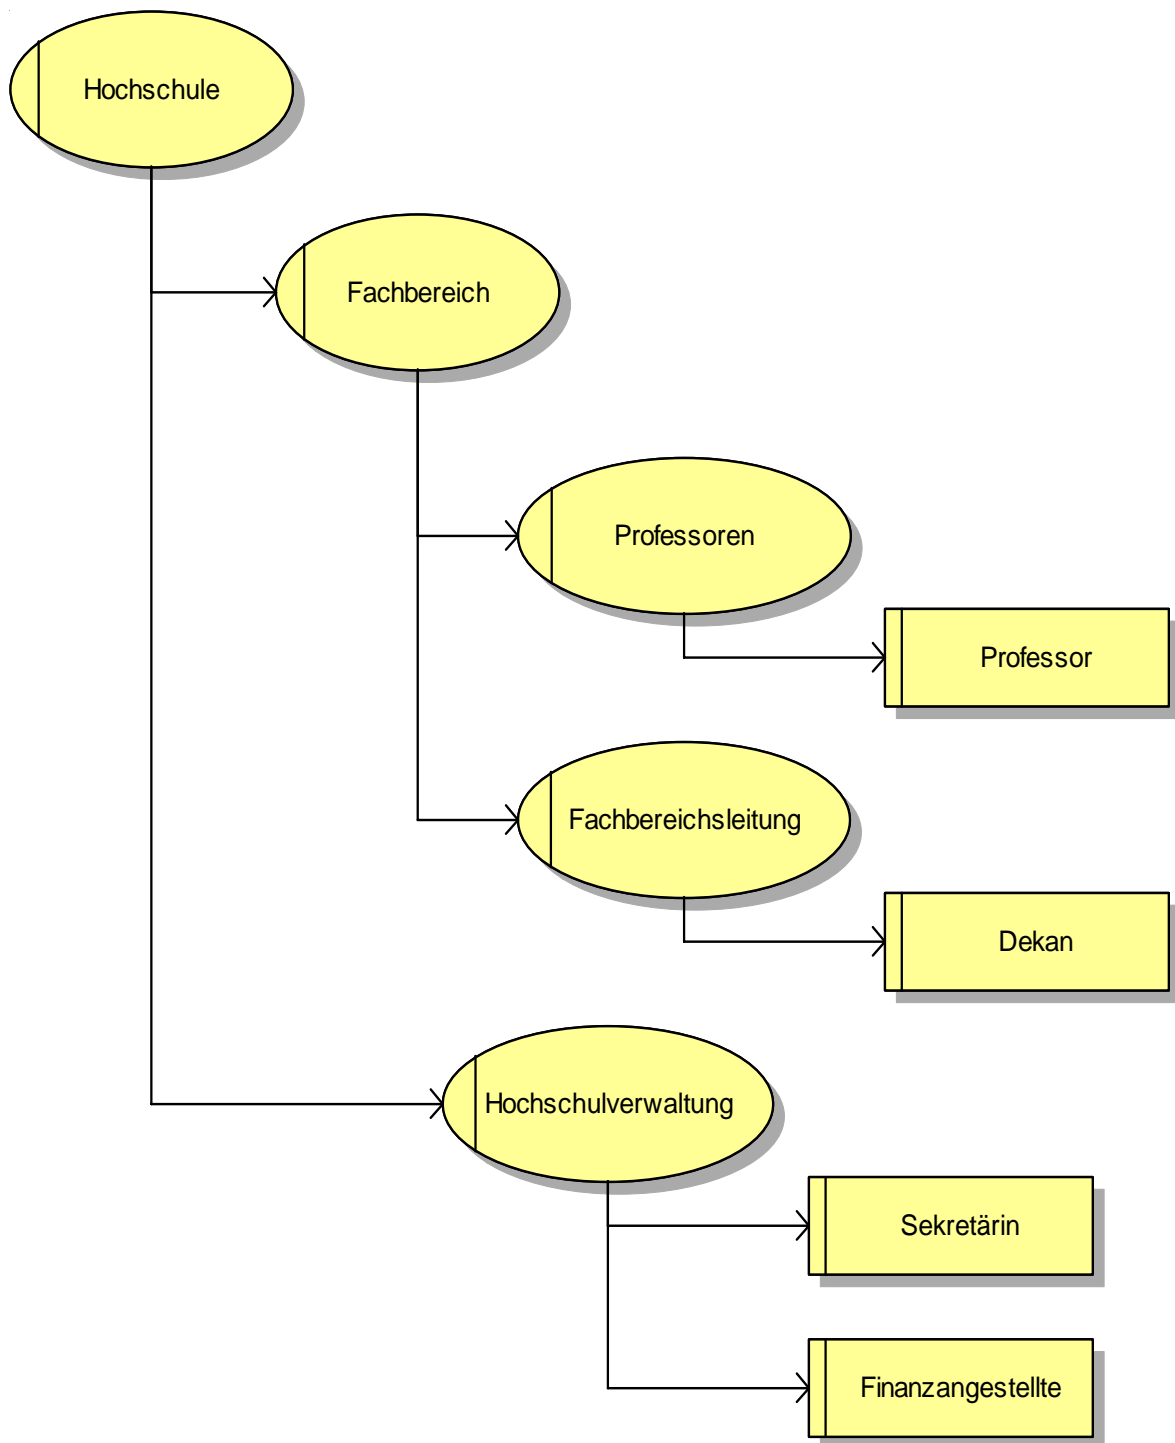 Hochschule
Fachbereich
Professoren
Professor
Fachbereichsleitung
Dekan
Hochschulverwaltung
Sekretärin
Finanzangestellte